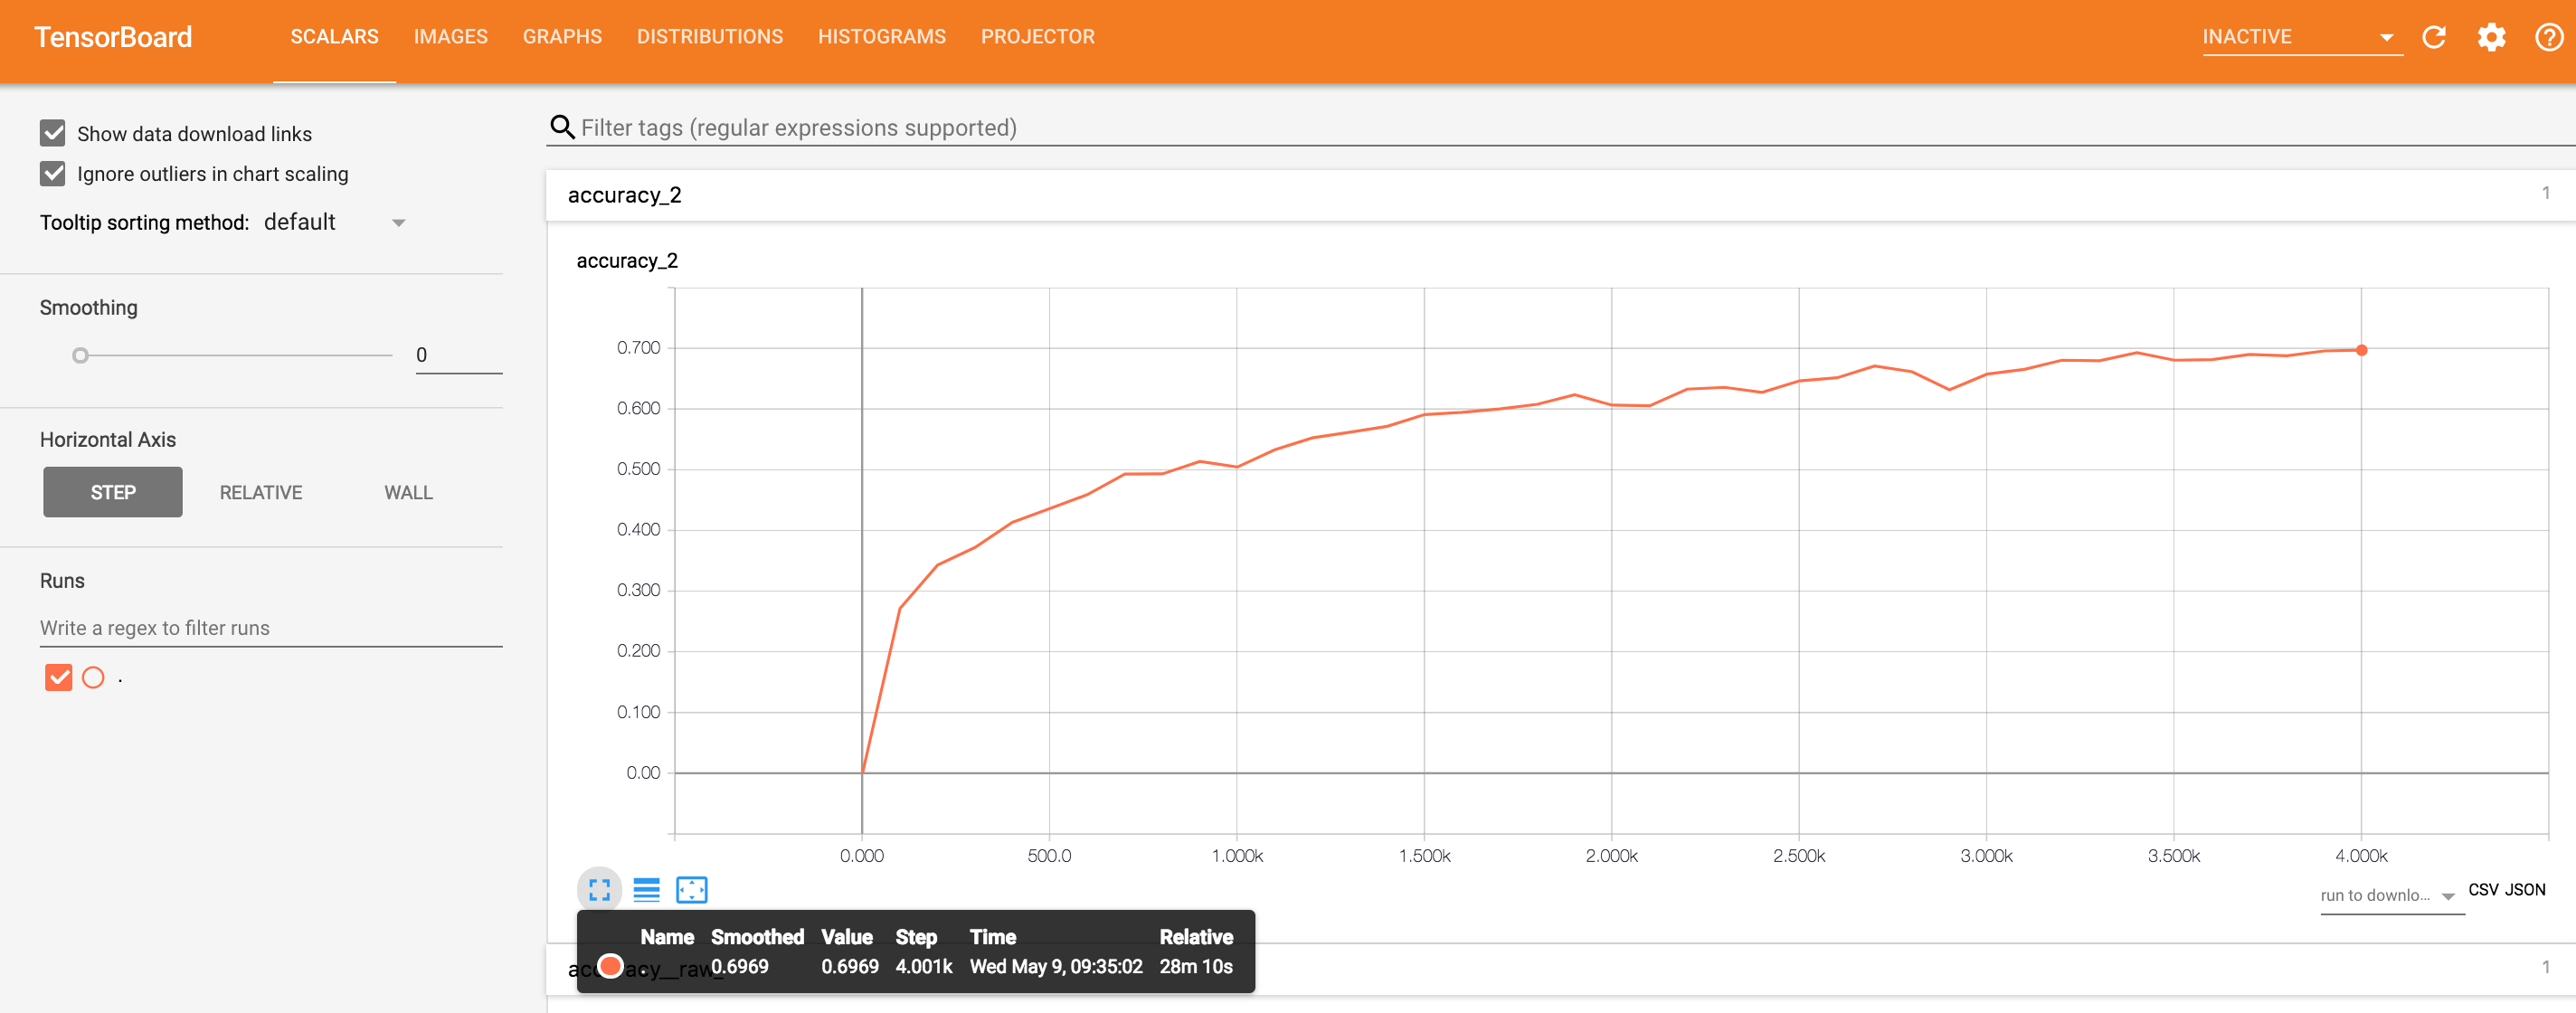 TensorBoard SCALARS IMAGES GRAPHS DISTRIBUTIONS HISTOGRAMS PROJECTOR INACTIVE
Show data download links
Ignore outliers in chart scaling
Tooltip sorting method: default
Smoothing
0
Horizontal Axis
STEP RELATIVE WALL
Runs
Write a regex to filter runs
.
Filter tags (regular expressions supported)
accuracy_2 1
accuracy_2
0.700
0.600
0.500
0.400
0.300
0.200
0.100
0.00
0.000 500.0 1.000k 1.500k 2.000k 2.500k 3.000k 3.500k 4.000k
run to downlo... CSV JSON
Name Smoothed Value Step Time Relative
. 0.6969 0.6969 4.001k Wed May 9, 09:35:02 28m 10s
1